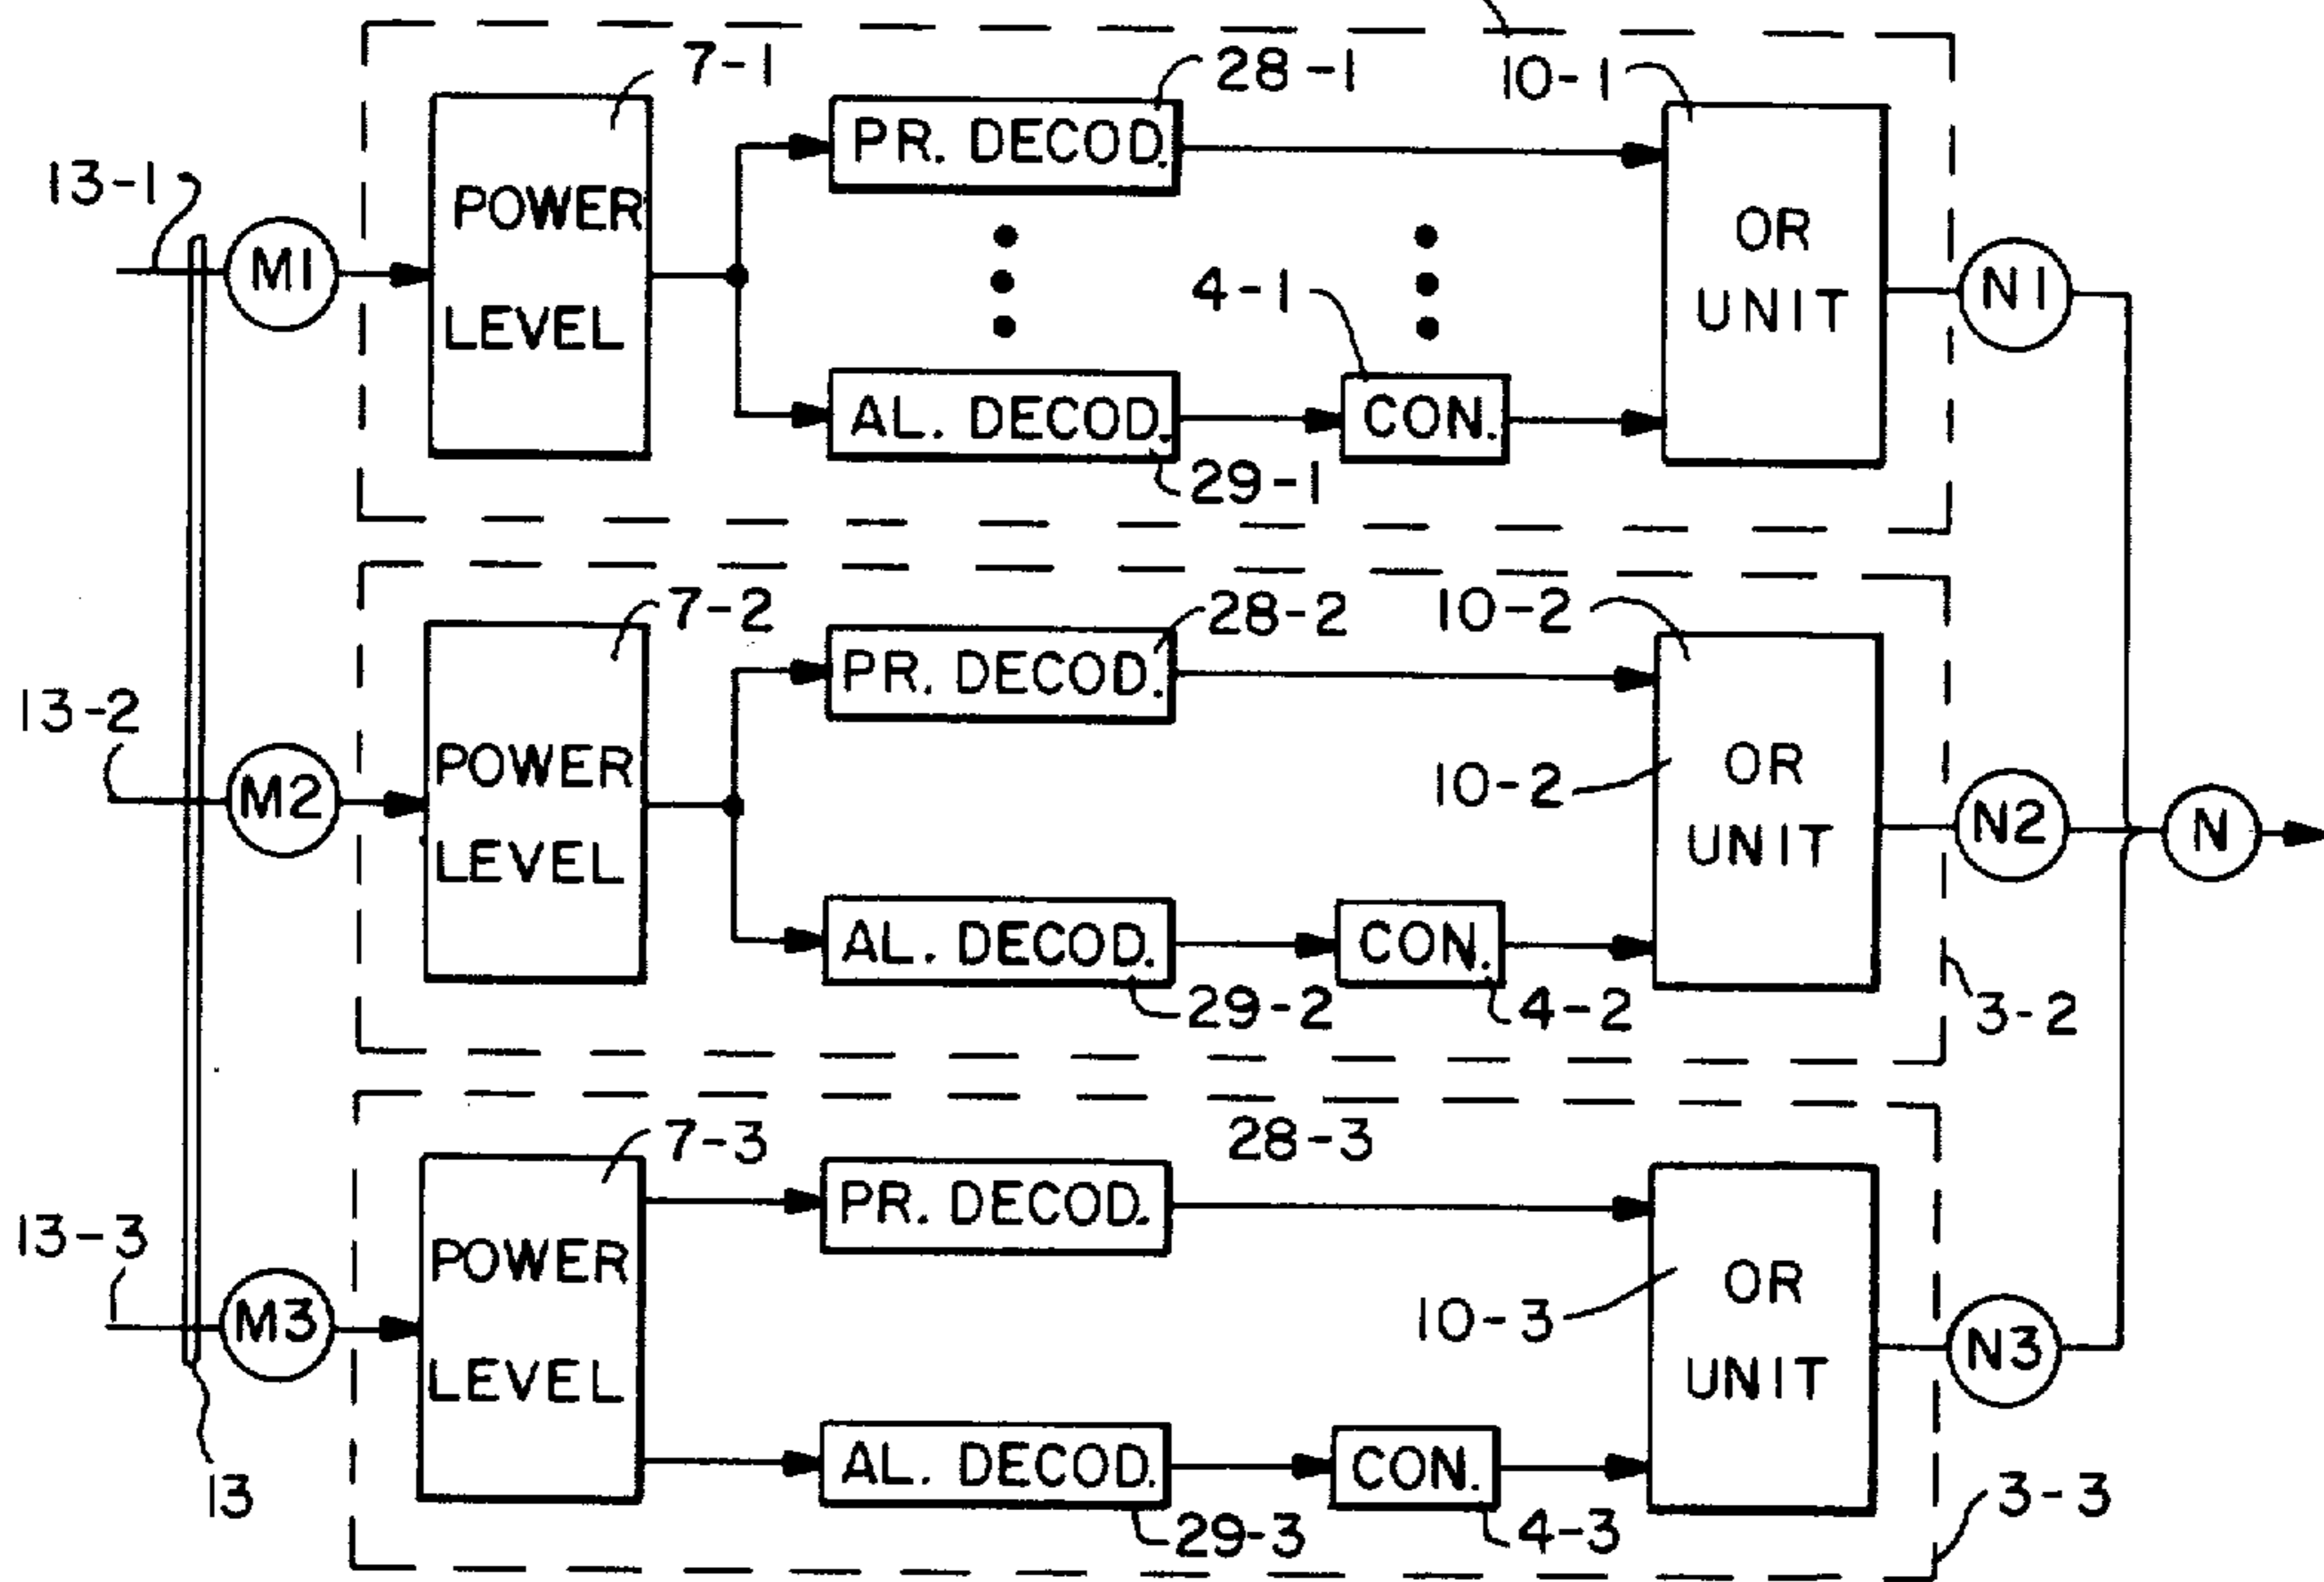 7-1
28-1
10-1
PR. DECOD.
13-1
POWER
LEVEL
OR
UNIT
M1
N1
4-1
AL. DECOD.
CON.
29-1
7-2
28-2
10-2
PR. DECOD.
13-2
POWER
LEVEL
10-2
OR
UNIT
M2
N2
N
AL. DECOD.
CON.
29-2
4-2
3-2
7-3
28-3
PR. DECOD.
13-3
POWER
LEVEL
10-3
OR
UNIT
M3
N3
AL. DECOD.
CON.
13
29-3
4-3
3-3